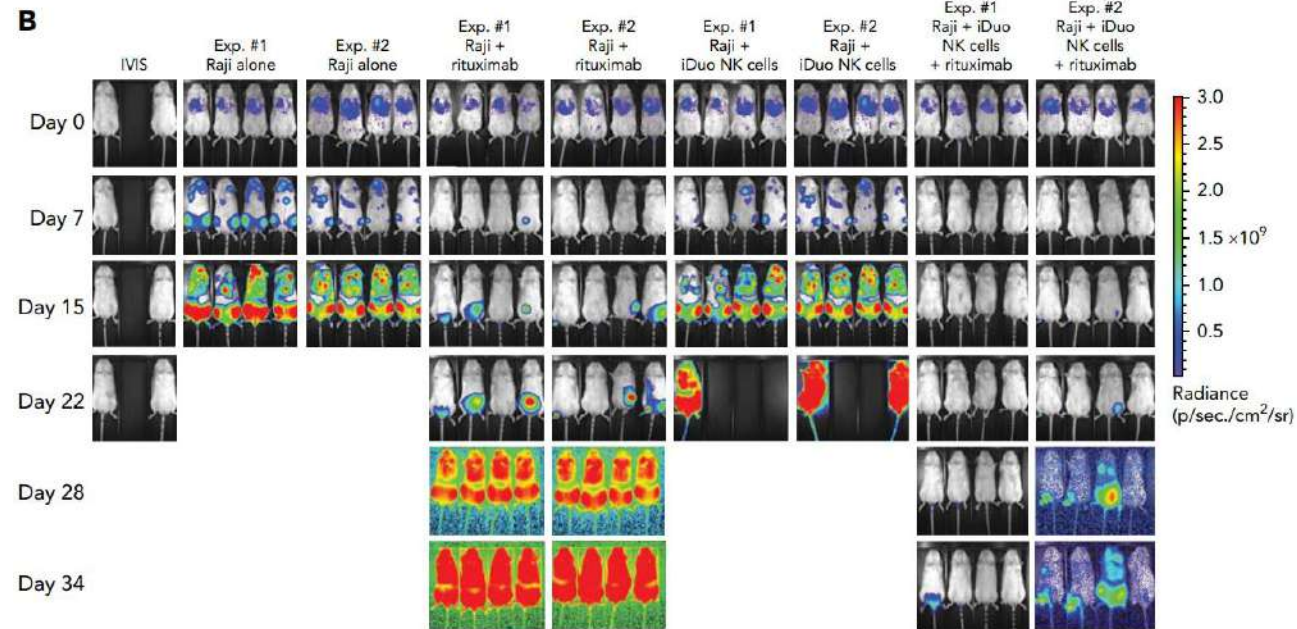 B
IVIS
Exp. #1
Raji alone
Exp. #2
Raji alone
Exp. #1
Raji +
rituximab
Exp. #2
Raji +
rituximab
Exp. #1
Raji +
iDuo NK cells
Exp. #2
Raji +
iDuo NK cells
Exp. #1
Raji + iDuo
NK cells
+ rituximab
Exp. #2
Raji + iDuo
NK cells
+ rituximab
Day 0
Day 7
Day 15
Day 22
Day 28
Day 34
3.0
2.5
2.0
1.5 ×10⁹
1.0
0.5
Radiance
(p/sec./cm²/sr)